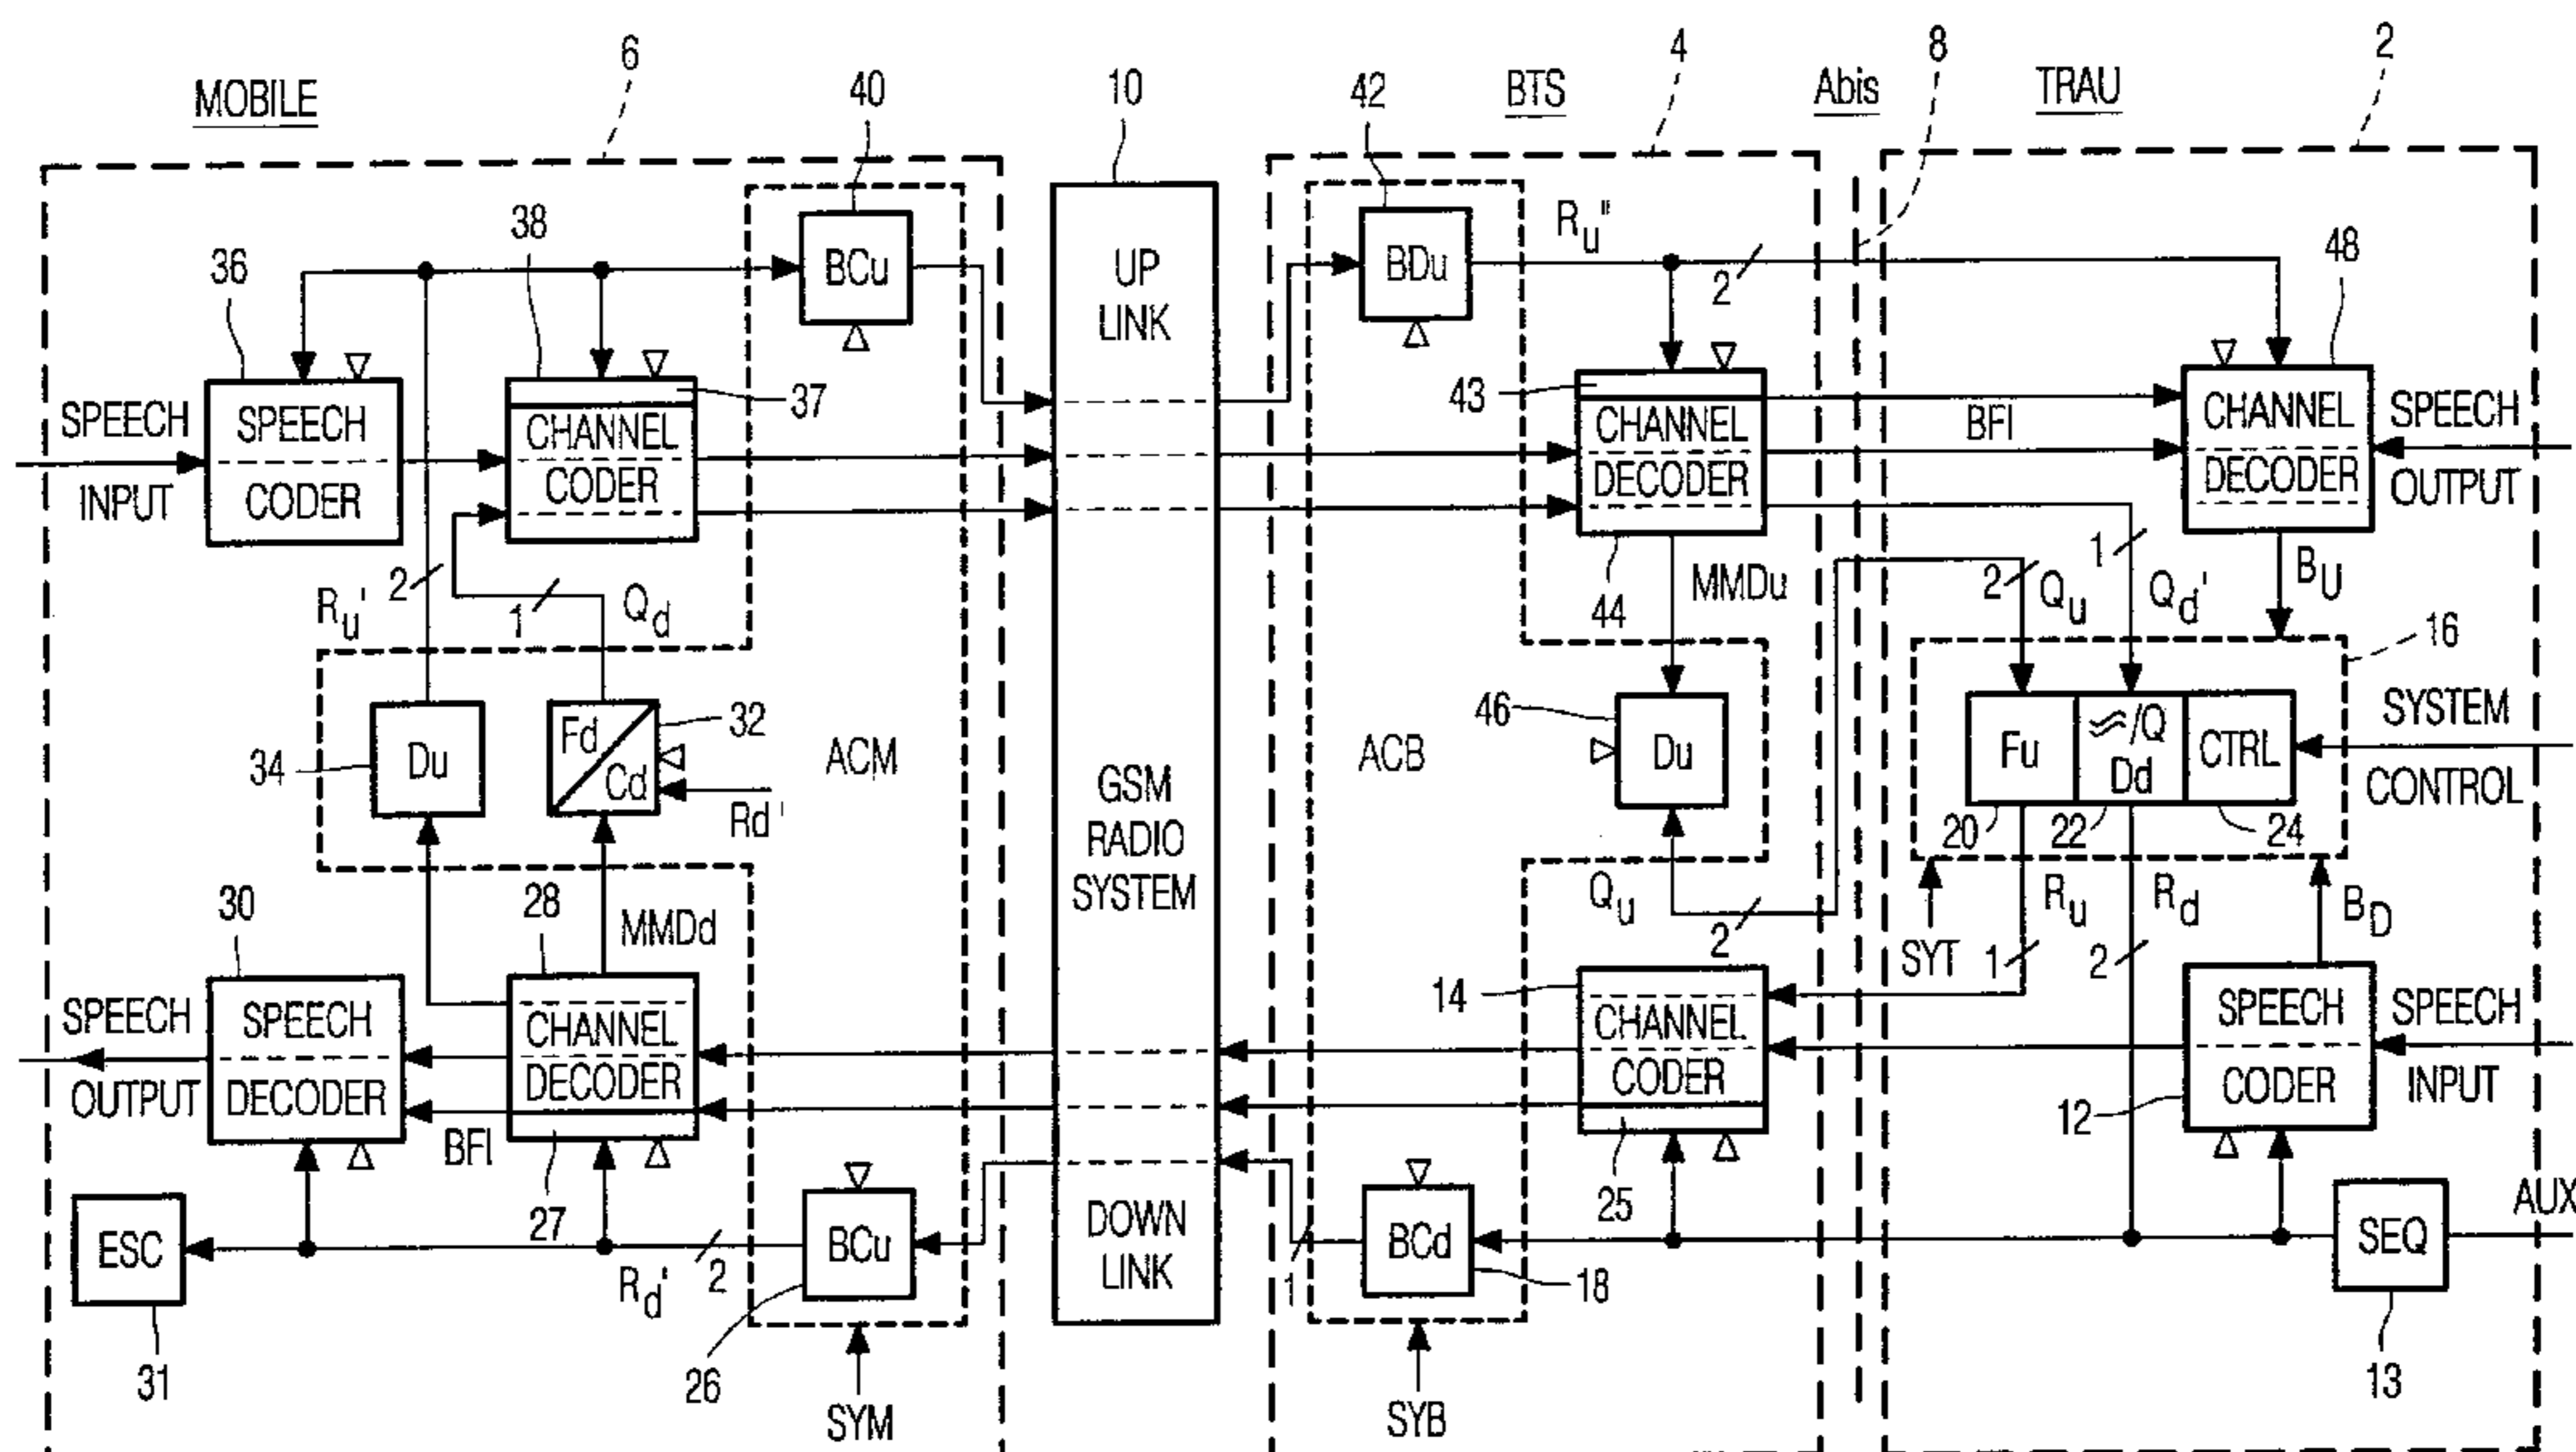 6
4
8
2
MOBILE
40
10
42
BTS
Abis
TRAU
38
36
BCu
UP
LINK
BDu
Ru"
2
48
37
43
SPEECH
INPUT
SPEECH
CODER
CHANNEL
CODER
CHANNEL
DECODER
BFI
CHANNEL
DECODER
SPEECH
OUTPUT
Ru'
2
1
Qd
44
MMDu
2
Qu
1
Qd'
BU
16
34
Du
Fd
Cd
32
Rd'
ACM
GSM
RADIO
SYSTEM
ACB
46
Du
Fu
≈/Q
Dd
CTRL
SYSTEM
CONTROL
20
22
24
30
28
MMDd
Qu
2
SYT
Ru
1
Rd
2
BD
14
SPEECH
OUTPUT
SPEECH
DECODER
CHANNEL
DECODER
CHANNEL
CODER
SPEECH
CODER
SPEECH
INPUT
12
BFI
27
25
ESC
Rd'
2
BCu
DOWN
LINK
1
BCd
18
SEQ
AUX
31
26
SYM
SYB
13